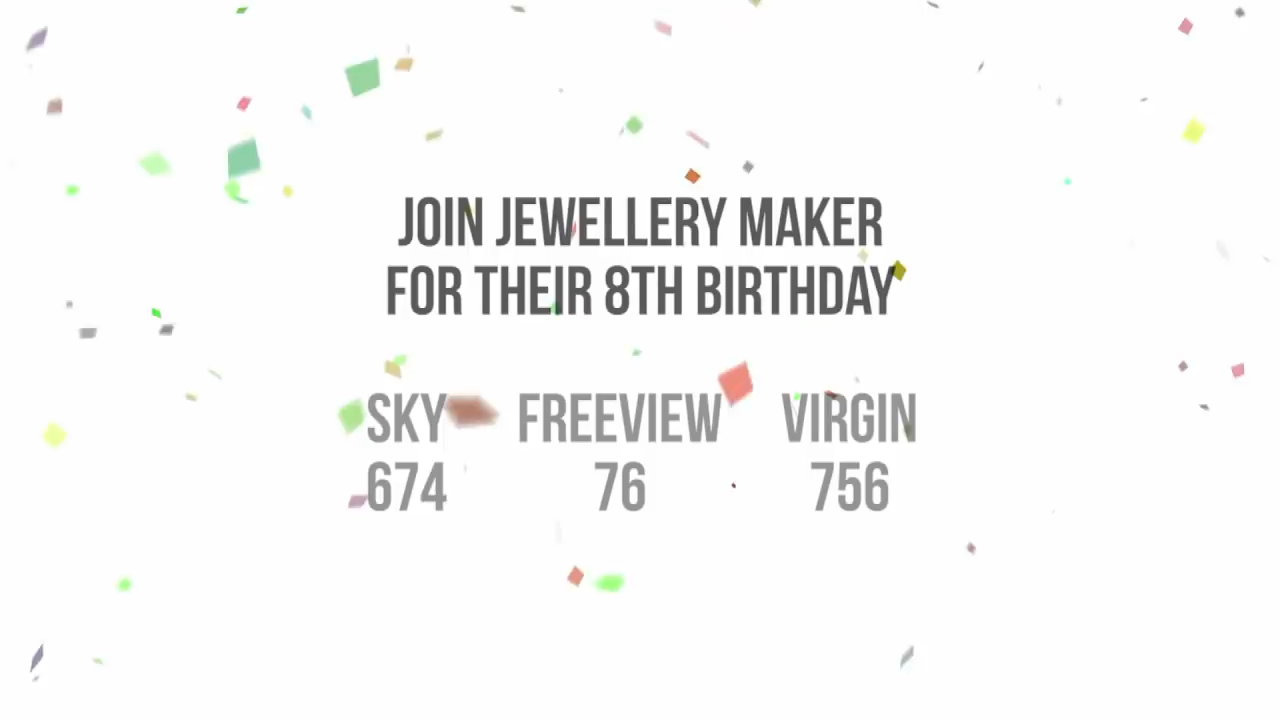 JOIN JEWELLERY MAKER
FOR THEIR 8TH BIRTHDAY
SKY FREEVIEW VIRGIN
674 76 756